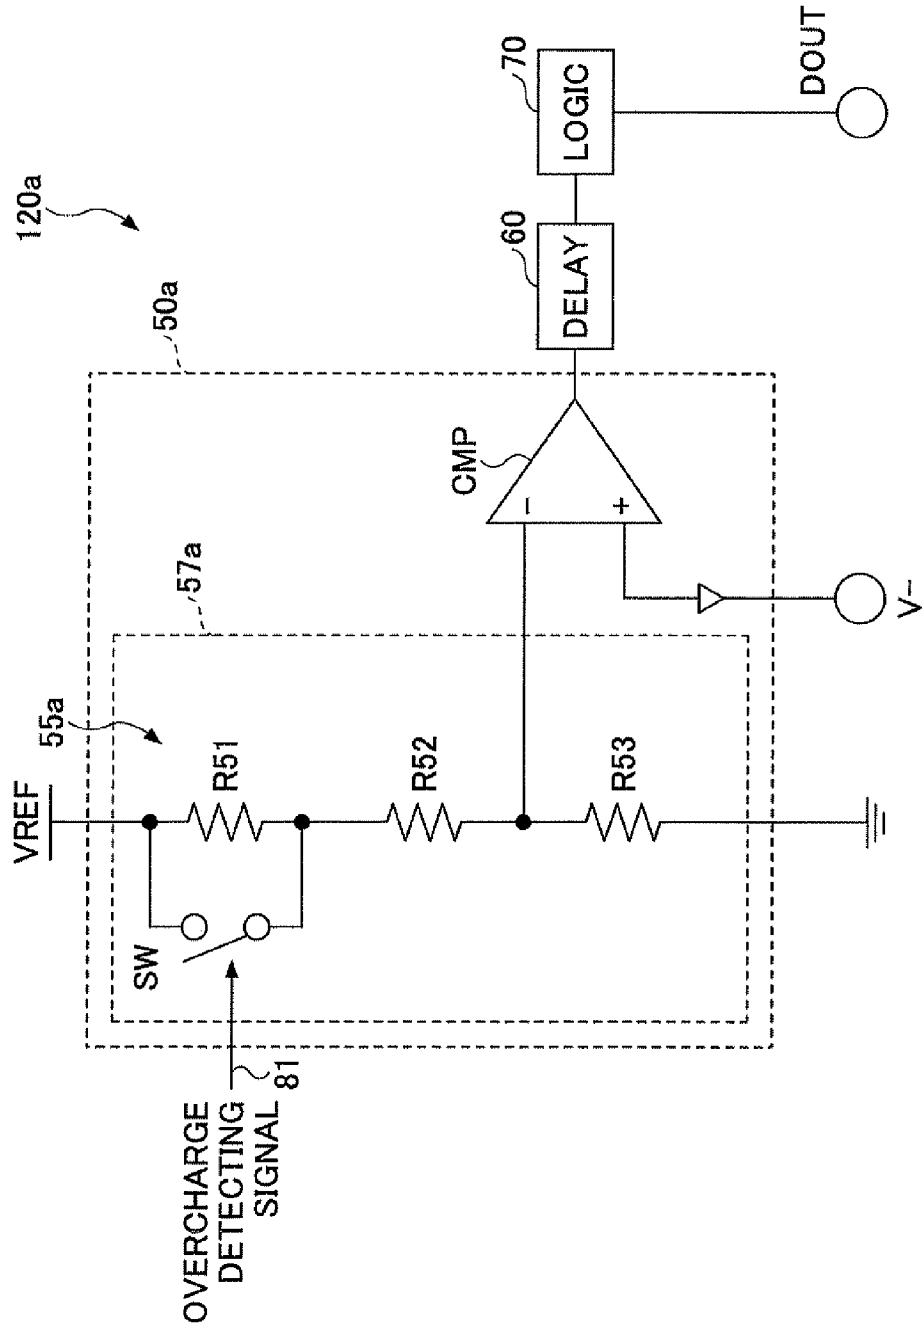 120a
50a
57a
55a
VREF
SW
R51
R52
R53
OVERCHARGE
DETECTING
SIGNAL
81
CMP
−
+
V−
60
DELAY
70
LOGIC
DOUT